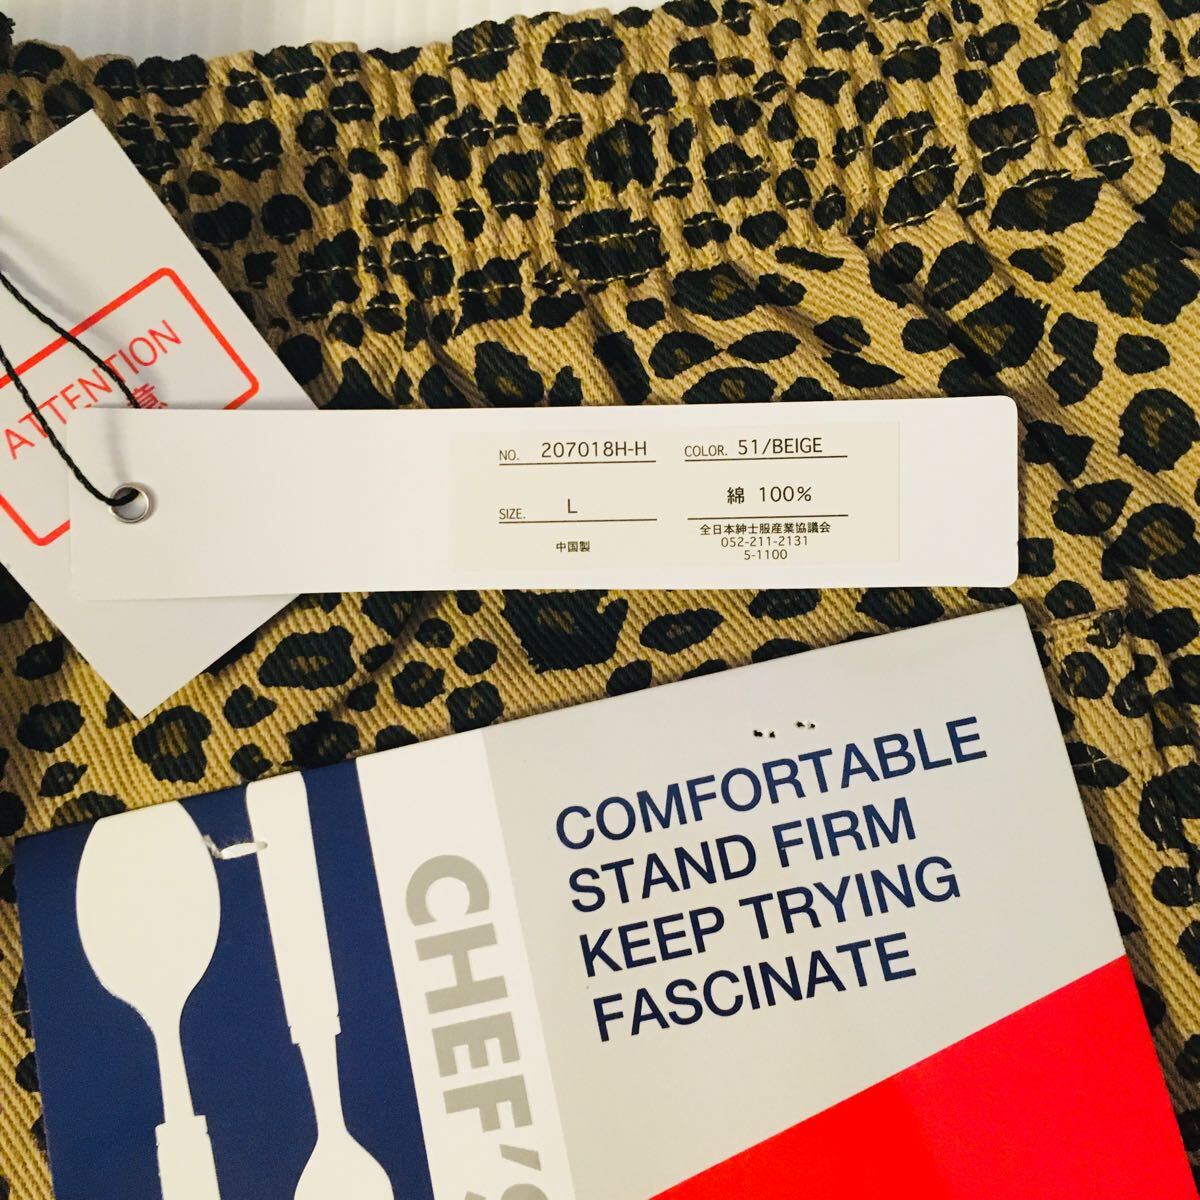 ATTENTION
意
NO. 207018H-H
COLOR. 51/BEIGE
SIZE. L
綿 100%
中国製
全日本紳士服産業協議会
052-211-2131
5-1100
COMFORTABLE
STAND FIRM
KEEP TRYING
FASCINATE
CHEF'S